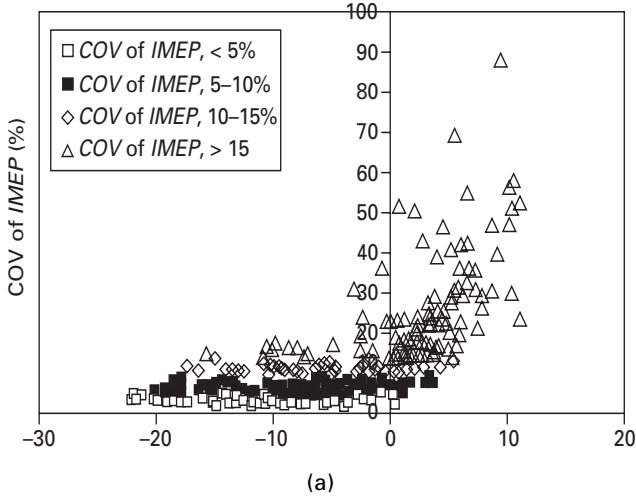 100
90
80
70
60
50
40
30
20
10
0
COV of IMEP, < 5%
COV of IMEP, 5–10%
COV of IMEP, 10–15%
COV of IMEP, > 15
COV of IMEP (%)
–30 –20 –10 0 10 20
(a)